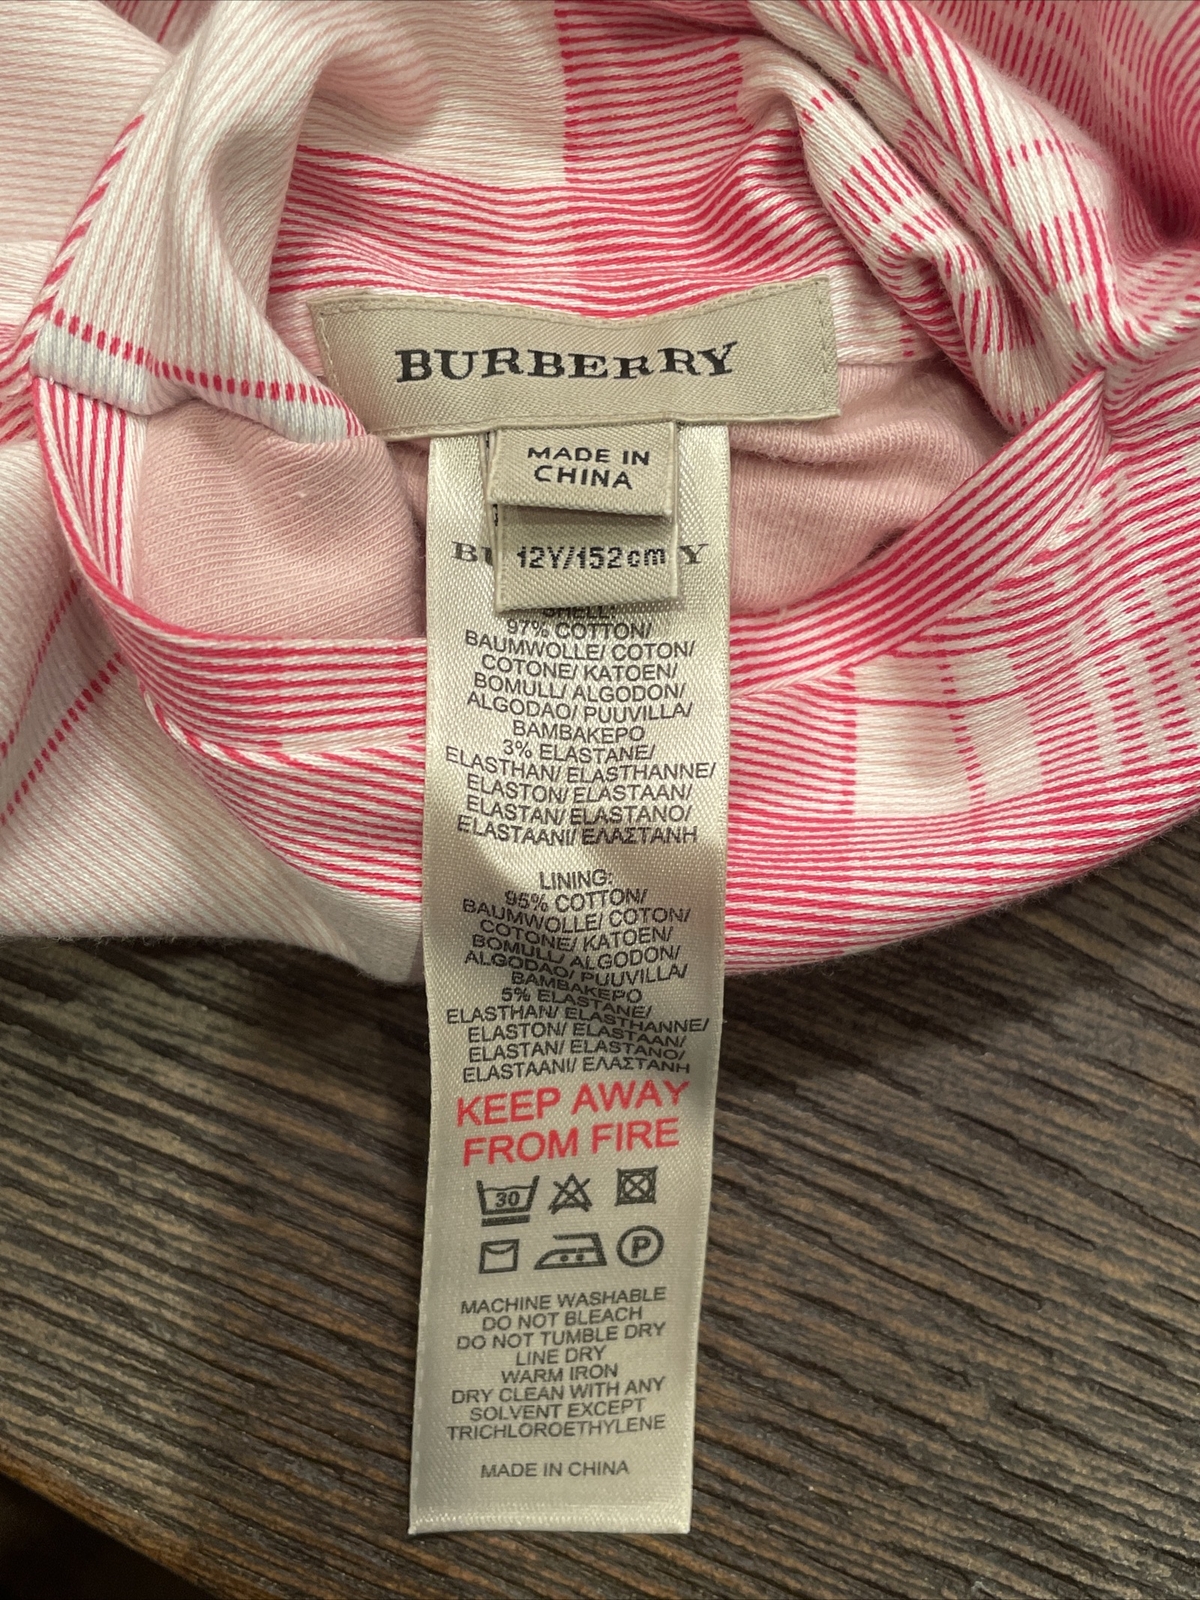 BURBERRY
MADE IN
CHINA
12Y/152cm
SHELL:
97% COTTON/
BAUMWOLLE/ COTON/
COTONE/ KATOEN/
BOMULL/ ALGODON/
ALGODAO/ PUUVILLA/
BAMBAKEPO
3% ELASTANE/
ELASTHAN/ ELASTHANNE/
ELASTON/ ELASTAAN/
ELASTAN/ ELASTANO/
ELASTAANI/ ΕΛΑΣΤΑΝΗ
LINING:
95% COTTON/
BAUMWOLLE/ COTON/
COTONE/ KATOEN/
BOMULL/ ALGODON/
ALGODAO/ PUUVILLA/
BAMBAKEPO
5% ELASTANE/
ELASTHAN/ ELASTHANNE/
ELASTON/ ELASTAAN/
ELASTAN/ ELASTANO/
ELASTAANI/ ΕΛΑΣΤΑΝΗ
KEEP AWAY
FROM FIRE
30
P
MACHINE WASHABLE
DO NOT BLEACH
DO NOT TUMBLE DRY
LINE DRY
WARM IRON
DRY CLEAN WITH ANY
SOLVENT EXCEPT
TRICHLOROETHYLENE
MADE IN CHINA